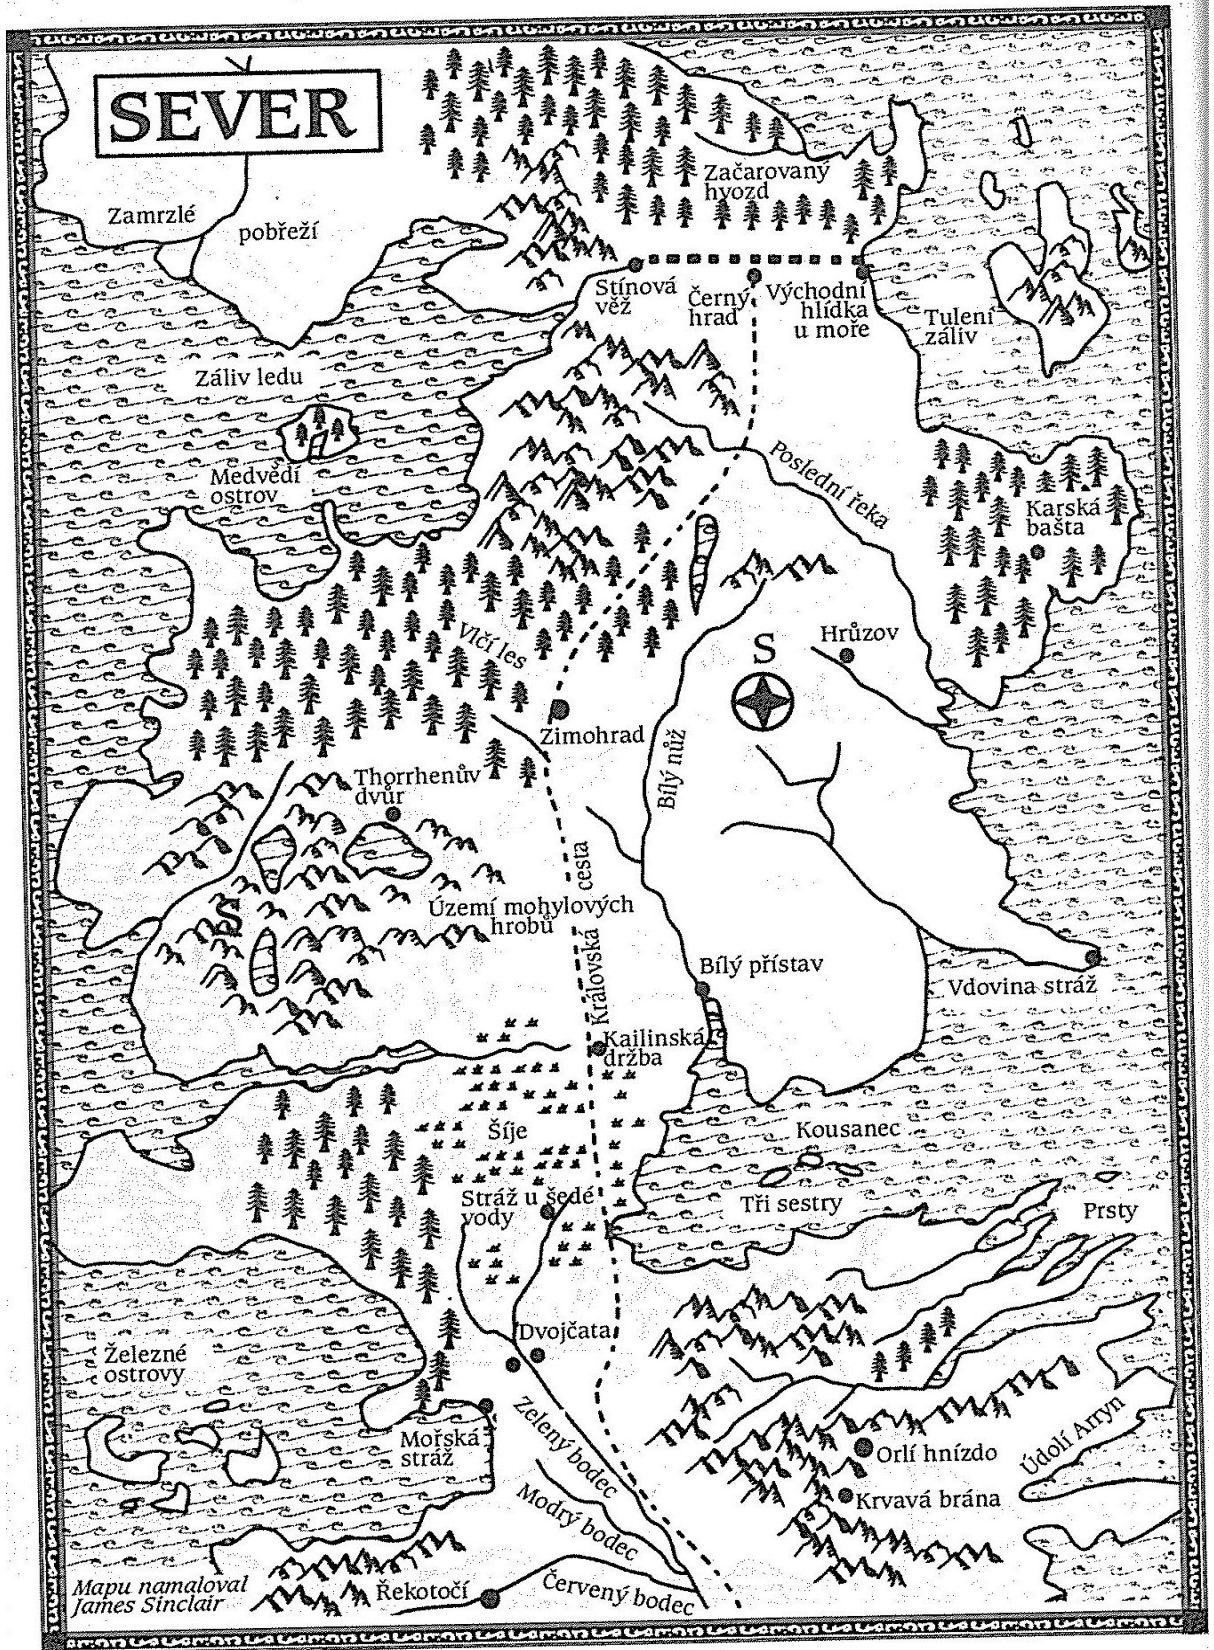 SEVER
Začarovaný
hvozd
Zamrzlé
pobřeží
Stínová
věž
Černý
hrad
Východní
hlídka
u moře
Tulení
záliv
Záliv ledu
Medvědí
ostrov
Poslední řeka
Karská
bašta
Vlčí les
Hrůzov
S
Zimohrad
Bílý nůž
Thorrhenův
dvůr
Královská cesta
Území mohylových
hrobů
S
Bílý přístav
Vdovina stráž
Kailinská
držba
Šíje
Kousanec
Stráž u šedé
vody
Tři sestry
Prsty
Dvojčata
Železné
ostrovy
Mořská
stráž
Zelený bodec
Orlí hnízdo
Údolí Arryn
Krvavá brána
Modrý bodec
Červený bodec
Řekotočí
Mapu namaloval
James Sinclair